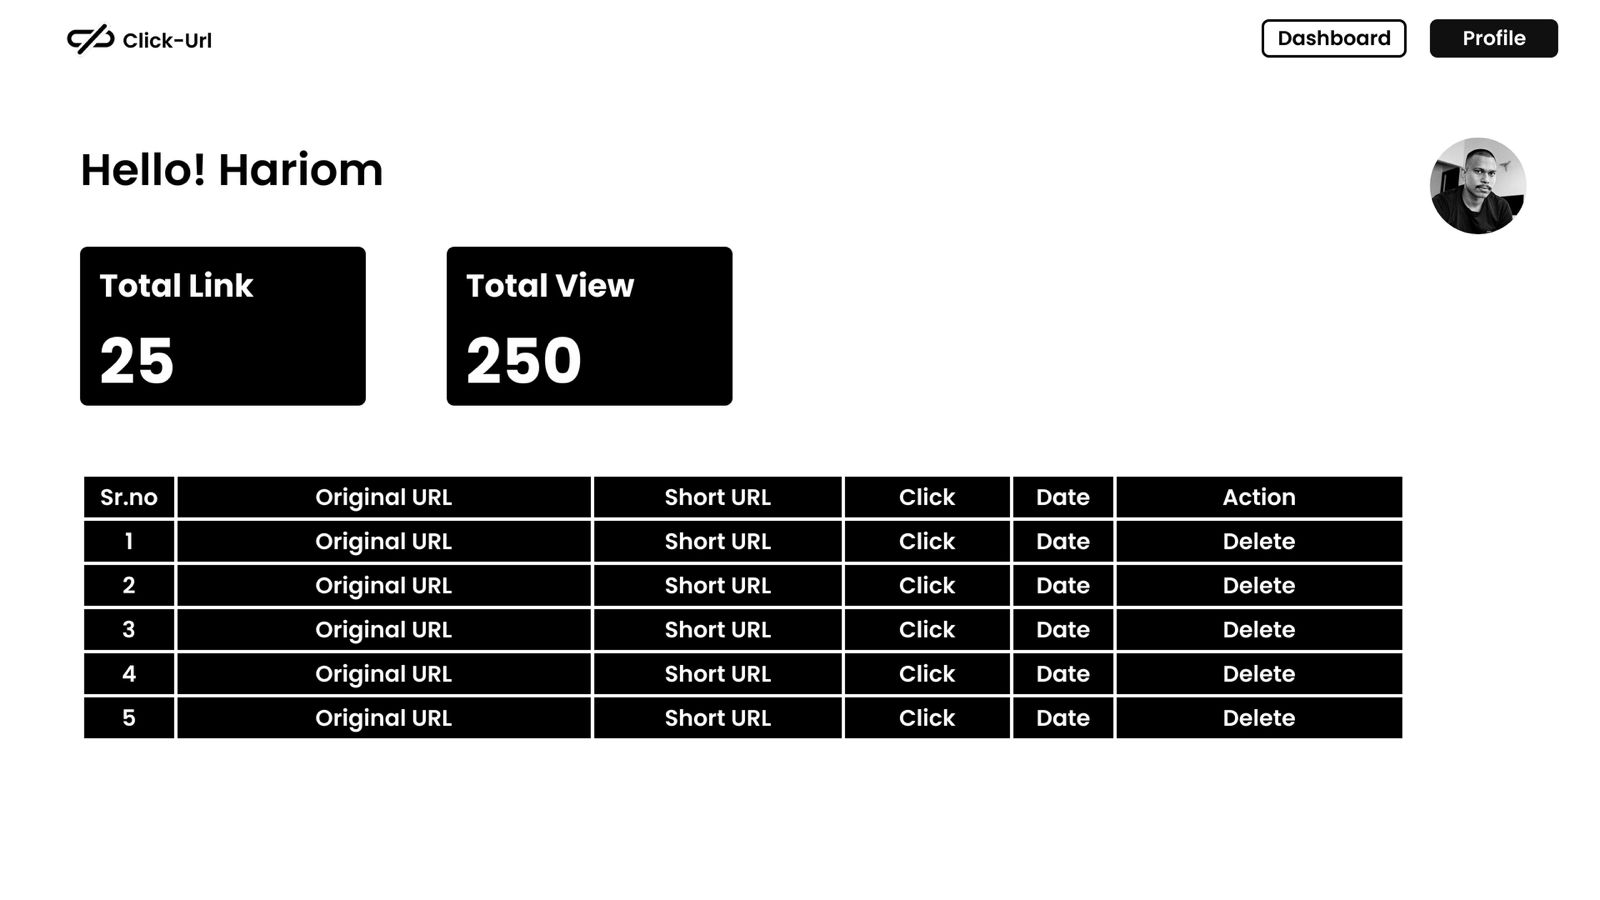 Click-Url
Dashboard
Profile
Hello! Hariom
Total Link
25
Total View
250
Sr.no Original URL Short URL Click Date Action
1 Original URL Short URL Click Date Delete
2 Original URL Short URL Click Date Delete
3 Original URL Short URL Click Date Delete
4 Original URL Short URL Click Date Delete
5 Original URL Short URL Click Date Delete